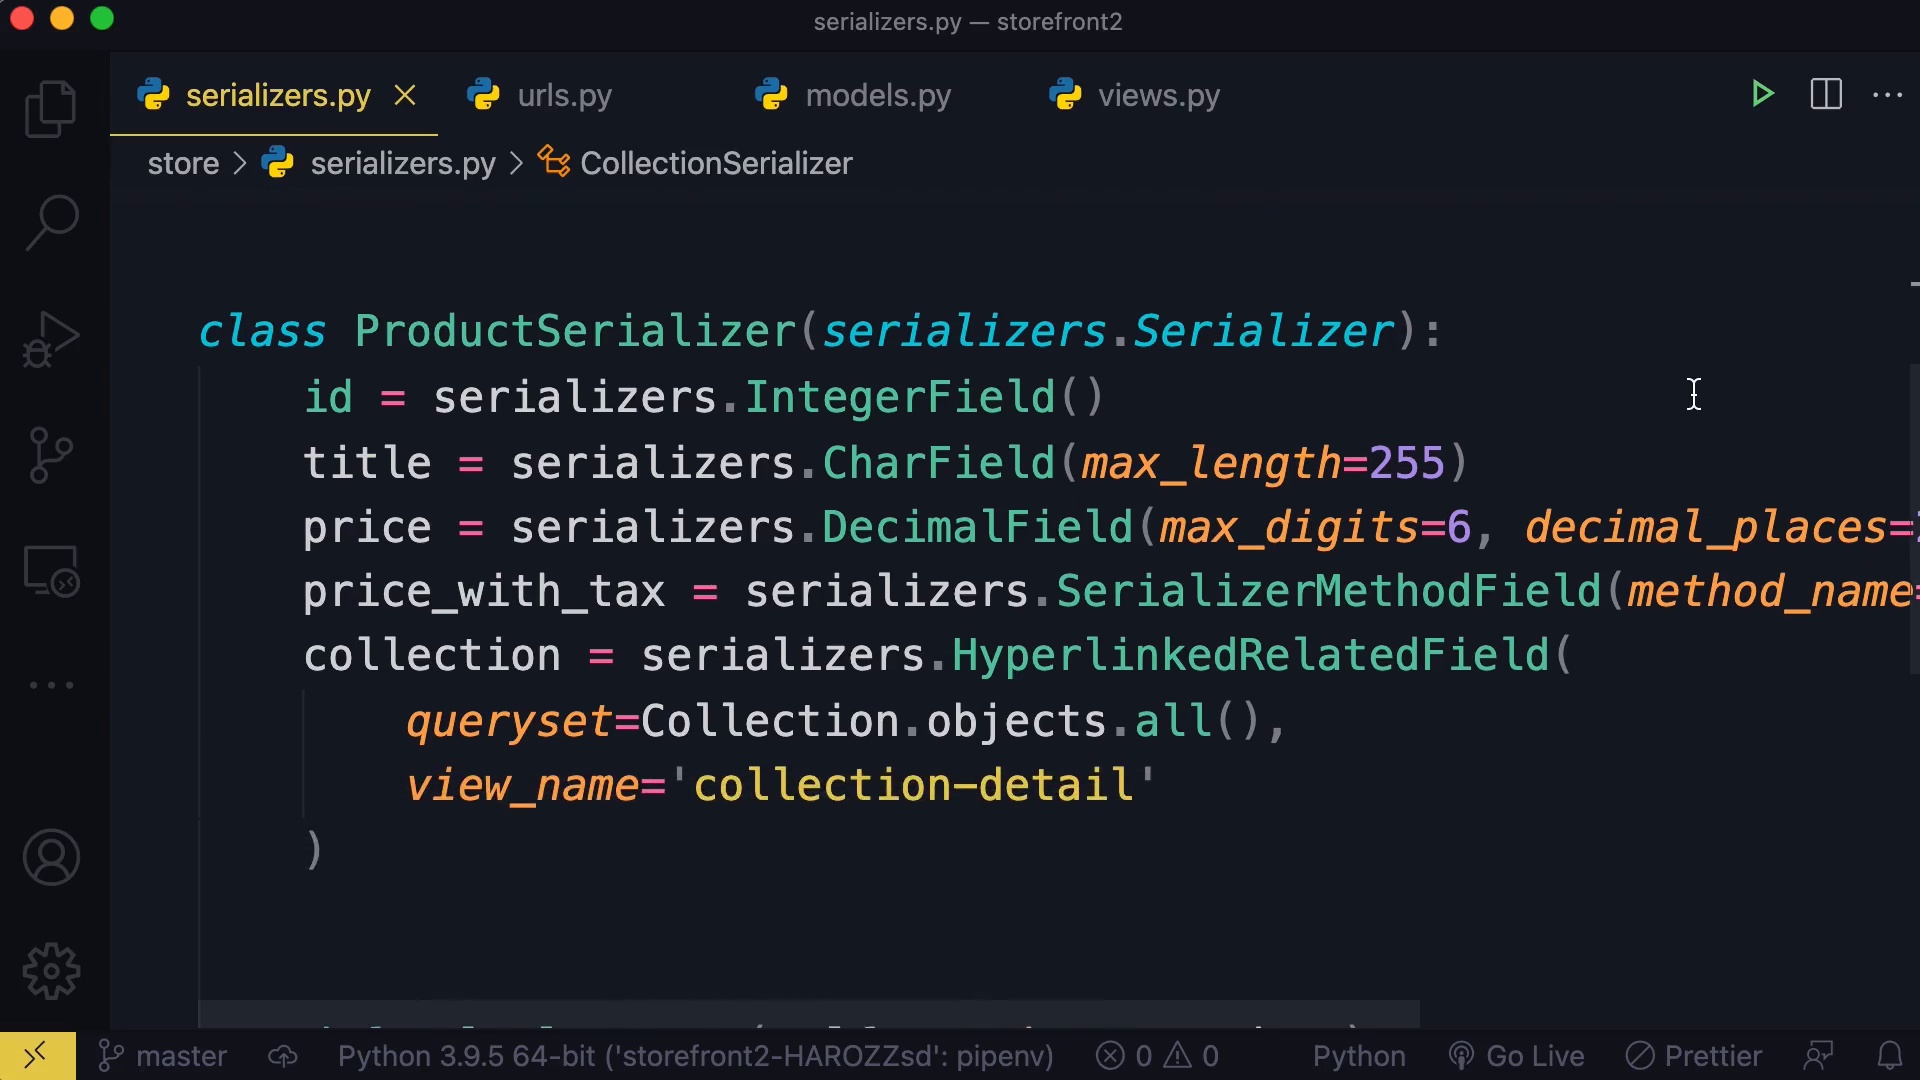 serializers.py — storefront2
serializers.py urls.py models.py views.py
store > serializers.py > CollectionSerializer
class ProductSerializer(serializers.Serializer):
id = serializers.IntegerField()
title = serializers.CharField(max_length=255)
price = serializers.DecimalField(max_digits=6, decimal_places=
price_with_tax = serializers.SerializerMethodField(method_name=
collection = serializers.HyperlinkedRelatedField(
queryset=Collection.objects.all(),
view_name='collection-detail'
)
master Python 3.9.5 64-bit ('storefront2-HAROZZsd': pipenv) 0 0 Python Go Live Prettier